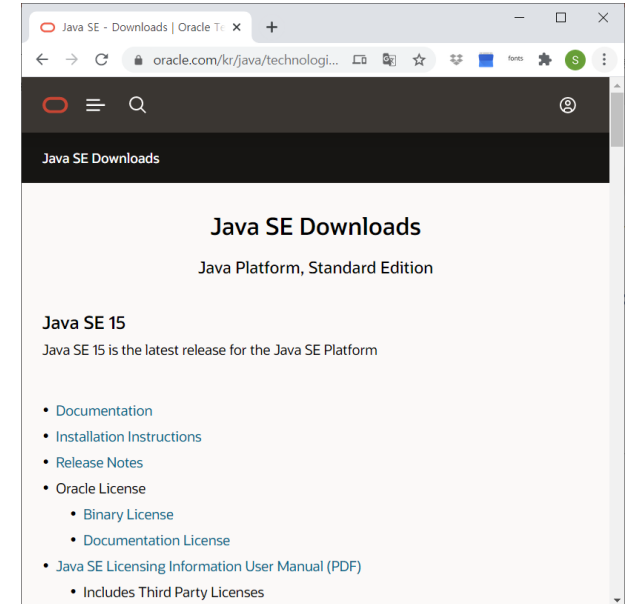 Java SE - Downloads | Oracle Te
oracle.com/kr/java/technologi...
fonts
S
Java SE Downloads
Java SE Downloads
Java Platform, Standard Edition
Java SE 15
Java SE 15 is the latest release for the Java SE Platform
Documentation
Installation Instructions
Release Notes
Oracle License
Binary License
Documentation License
Java SE Licensing Information User Manual (PDF)
Includes Third Party Licenses